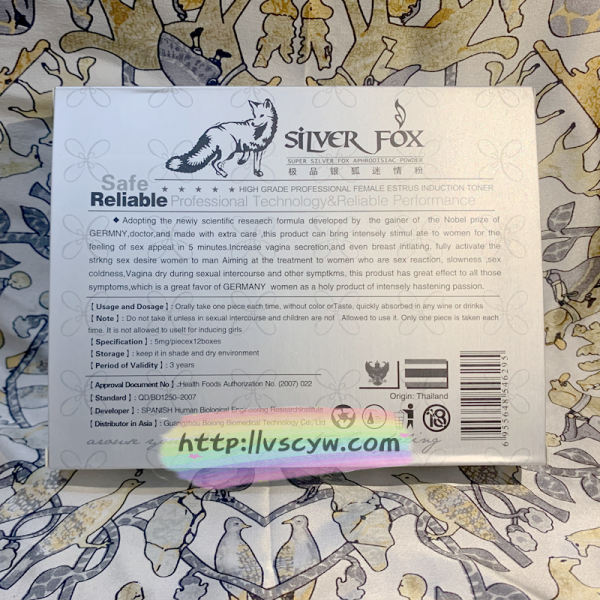 SiLVER FOX
SUPER SILVER FOX APHRODISIAC POWDER
极品银狐迷情粉
Safe
★ ★ ★ ★ ★ HIGH GRADE PROFESSIONAL FEMALE ESTRUS INDUCTION TONER
Reliable Professional Technology&Reliable Performance
◆ Adopting the newly scientific reseaech formula developed by the gainer of the Nobel prize of
GERMNY,doctor,and made with extra care ,this product can bring intensely stimul ate to women for the
feeling of sex appeal in 5 minutes.Increase vagina secretion,and even breast initiating, fully activate the
strkng sex desire women to man Aiming at the treatment to women who are sex reaction, slowness ,sex
coldness,Vagina dry during sexual intercourse and other symptkms, this productt has great effect to all those
symptoms,which is a great favor of GERMANY women as a holy product of intensely hastening passion.
【 Usage and Dosage 】: Orally take one piece each time, without color orTaste, quickly absorbed in any wine or drinks
【 Note 】: Do not take it unless in sexual intercourse and children are not . Allowed to use it. Only one piece is taken each
time. It is not allowed to useIt for inducing girls
【 Specification 】: 5mg/piecex12boxes
【 Storage 】: keep it in shade and dry environment
【 Period of Validity 】: 3 years
【 Approval Document No 】:Health Foods Authorization No. (2007) 022
【 Standard 】: QD/BD1250-2007
【 Developer 】: SPANISH Human Biological Engineering Researchinstitute
【 Distributor in Asia 】: Guangzhou Bolong Biomedical Technology Co., Ltd
Origin: Thailand
18
6955648546295
arouse
http://vscyw.com